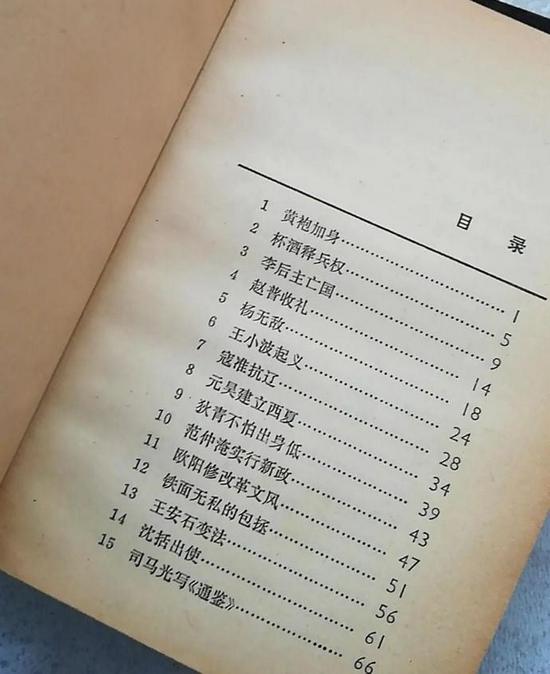 目录
1 黄袍加身 1
2 杯酒释兵权 5
3 李后主亡国 9
4 赵普收礼 14
5 杨无敌 18
6 王小波起义 24
7 寇准抗辽 28
8 元昊建立西夏 34
9 狄青不怕出身低 39
10 范仲淹实行新政 43
11 欧阳修改革文风 47
12 铁面无私的包拯 51
13 王安石变法 56
14 沈括出使 61
15 司马光写《通鉴》 66